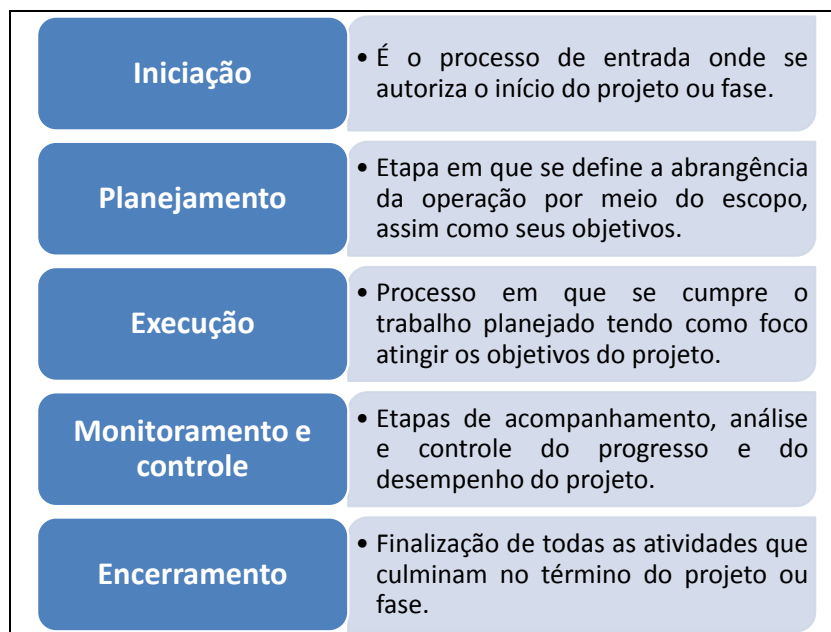 Iniciação
• É o processo de entrada onde se
autoriza o início do projeto ou fase.
Planejamento
• Etapa em que se define a abrangência
da operação por meio do escopo,
assim como seus objetivos.
Execução
• Processo em que se cumpre o
trabalho planejado tendo como foco
atingir os objetivos do projeto.
Monitoramento e
controle
• Etapas de acompanhamento, análise
e controle do progresso e do
desempenho do projeto.
Encerramento
• Finalização de todas as atividades que
culminam no término do projeto ou
fase.